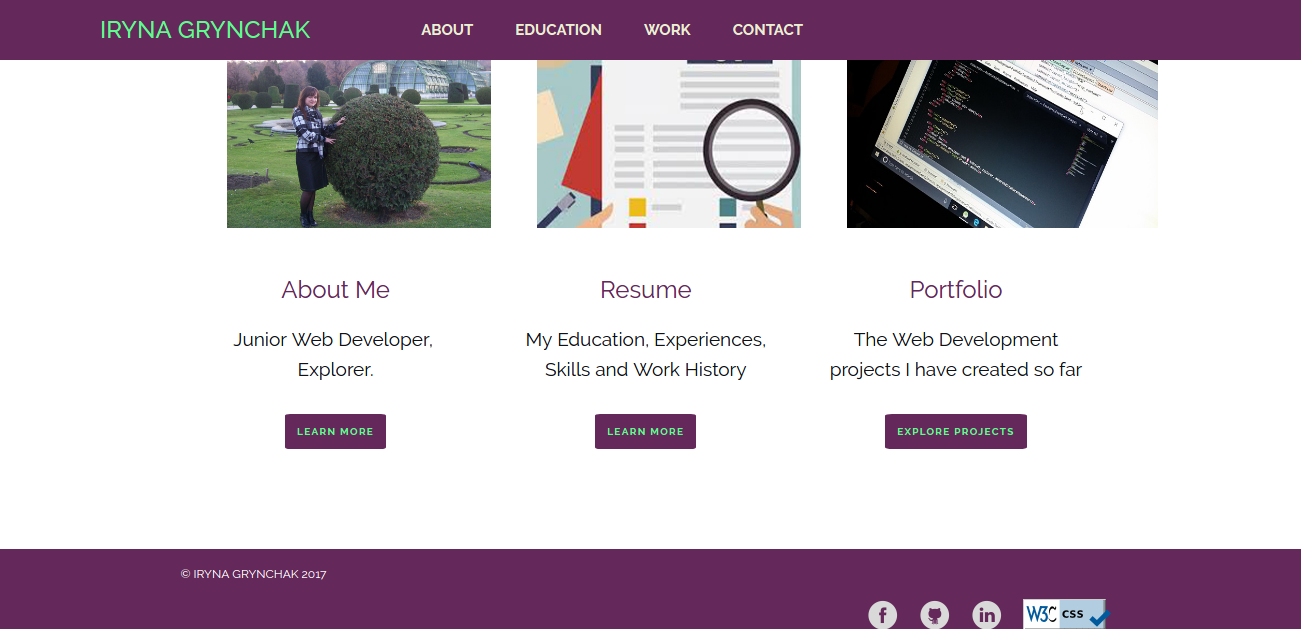 IRYNA GRYNCHAK
ABOUT EDUCATION WORK CONTACT
About Me
Junior Web Developer,
Explorer.
LEARN MORE
Resume
My Education, Experiences,
Skills and Work History
LEARN MORE
Portfolio
The Web Development
projects I have created so far
EXPLORE PROJECTS
© IRYNA GRYNCHAK 2017
f
in
W3C css